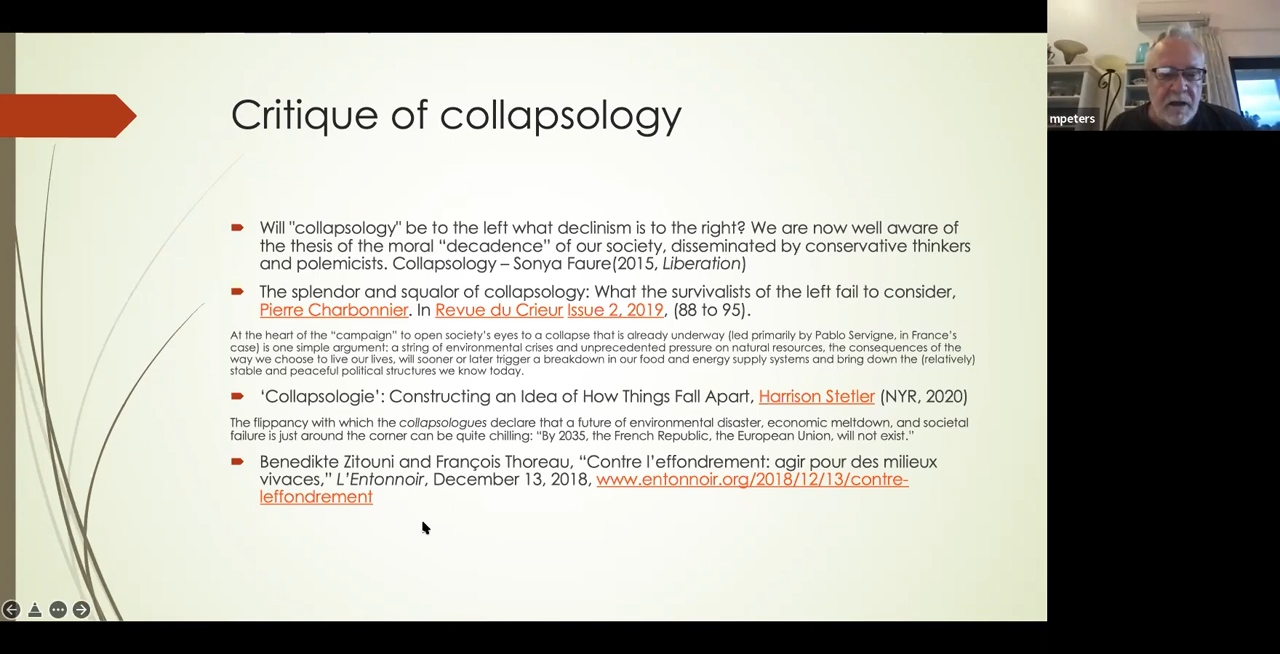 Critique of collapsology
mpeters
Will "collapsology" be to the left what declinism is to the right? We are now well aware of
the thesis of the moral “decadence” of our society, disseminated by conservative thinkers
and polemicists. Collapsology – Sonya Faure(2015, Liberation)
The splendor and squalor of collapsology: What the survivalists of the left fail to consider,
Pierre Charbonnier. In Revue du Crieur Issue 2, 2019, (88 to 95).
At the heart of the “campaign” to open society’s eyes to a collapse that is already underway (led primarily by Pablo Servigne, in France’s
case) is one simple argument: a string of environmental crises and unprecedented pressure on natural resources, the consequences of the
way we choose to live our lives, will sooner or later trigger a breakdown in our food and energy supply systems and bring down the (relatively)
stable and peaceful political structures we know today.
‘Collapsologie’: Constructing an Idea of How Things Fall Apart, Harrison Stetler (NYR, 2020)
The flippancy with which the collapsologues declare that a future of environmental disaster, economic meltdown, and societal
failure is just around the corner can be quite chilling: “By 2035, the French Republic, the European Union, will not exist.”
Benedikte Zitouni and François Thoreau, “Contre l’effondrement: agir pour des milieux
vivaces,” L’Entonnoir, December 13, 2018, www.entonnoir.org/2018/12/13/contre-
leffondrement